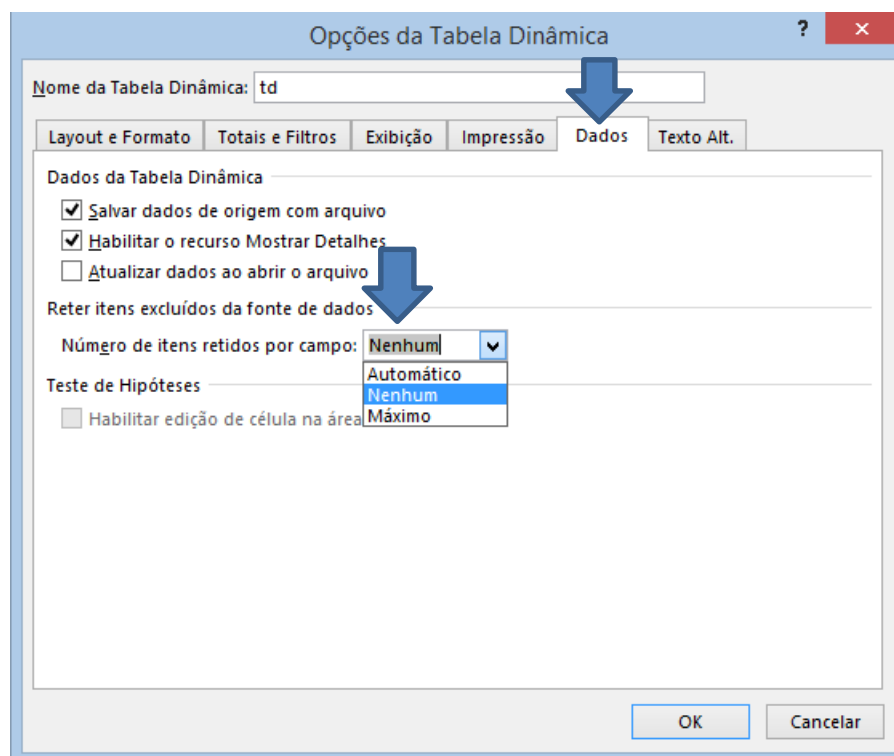 Opções da Tabela Dinâmica
?
Nome da Tabela Dinâmica: td
Layout e Formato Totais e Filtros Exibição Impressão Dados Texto Alt.
Dados da Tabela Dinâmica
Salvar dados de origem com arquivo
Habilitar o recurso Mostrar Detalhes
Atualizar dados ao abrir o arquivo
Reter itens excluídos da fonte de dados
Número de itens retidos por campo: Nenhum
Automático
Nenhum
Máximo
Teste de Hipóteses
Habilitar edição de célula na área
OK Cancelar